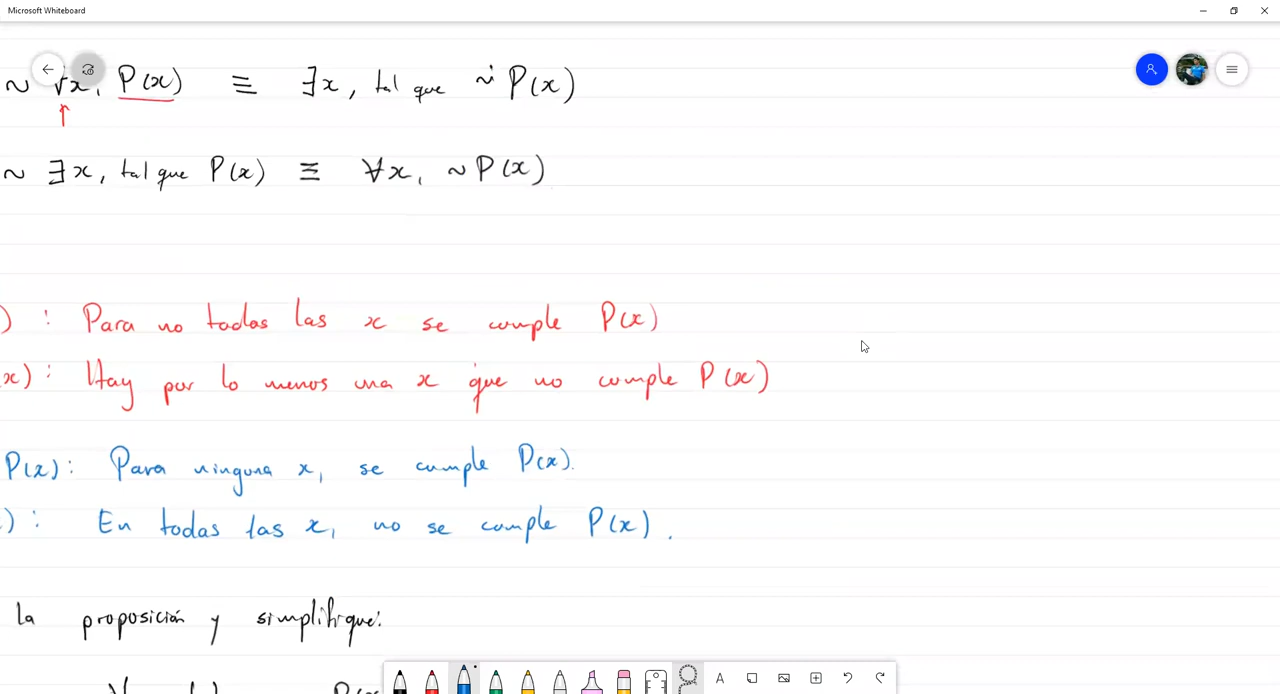 Microsoft Whiteboard
~ ∀x, P(x) ≡ ∃x, tal que ~P(x)
~ ∃x, tal que P(x) ≡ ∀x, ~P(x)
) : Para no todas las x se cumple P(x)
x) : Hay por lo menos una x que no cumple P(x)
P(x) : Para ninguna x, se cumple P(x).
) : En todas las x, no se cumple P(x).
la proposición y simplifique: